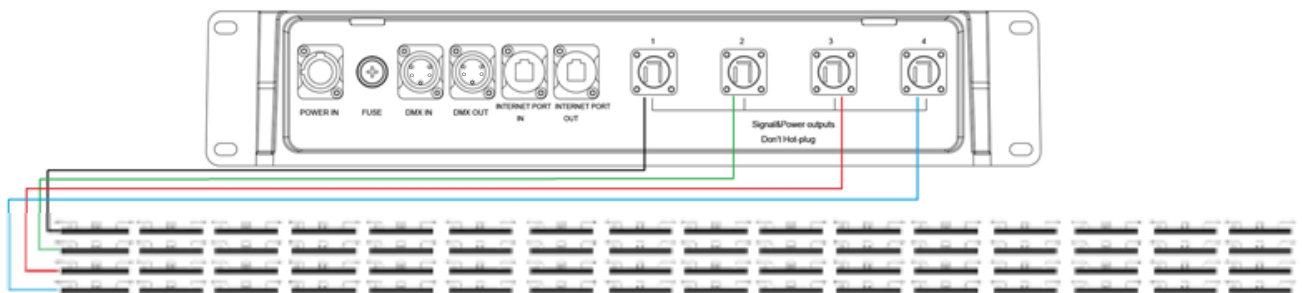 1 2 3 4
POWER IN FUSE DMX IN DMX OUT INTERNET PORT IN INTERNET PORT OUT
Signal&Power outputs
Don't Hot-plug